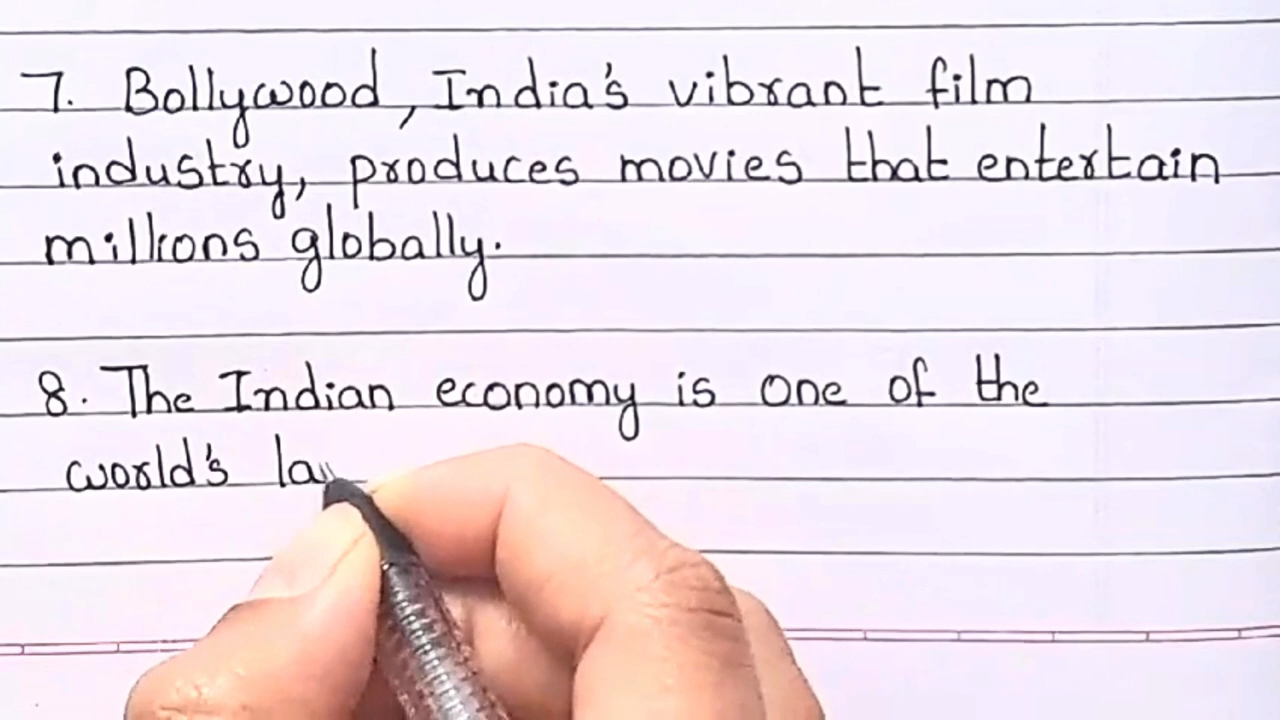 7. Bollywood, India's vibrant film
industry, produces movies that entertain
millions globally.
8. The Indian economy is one of the
world's la